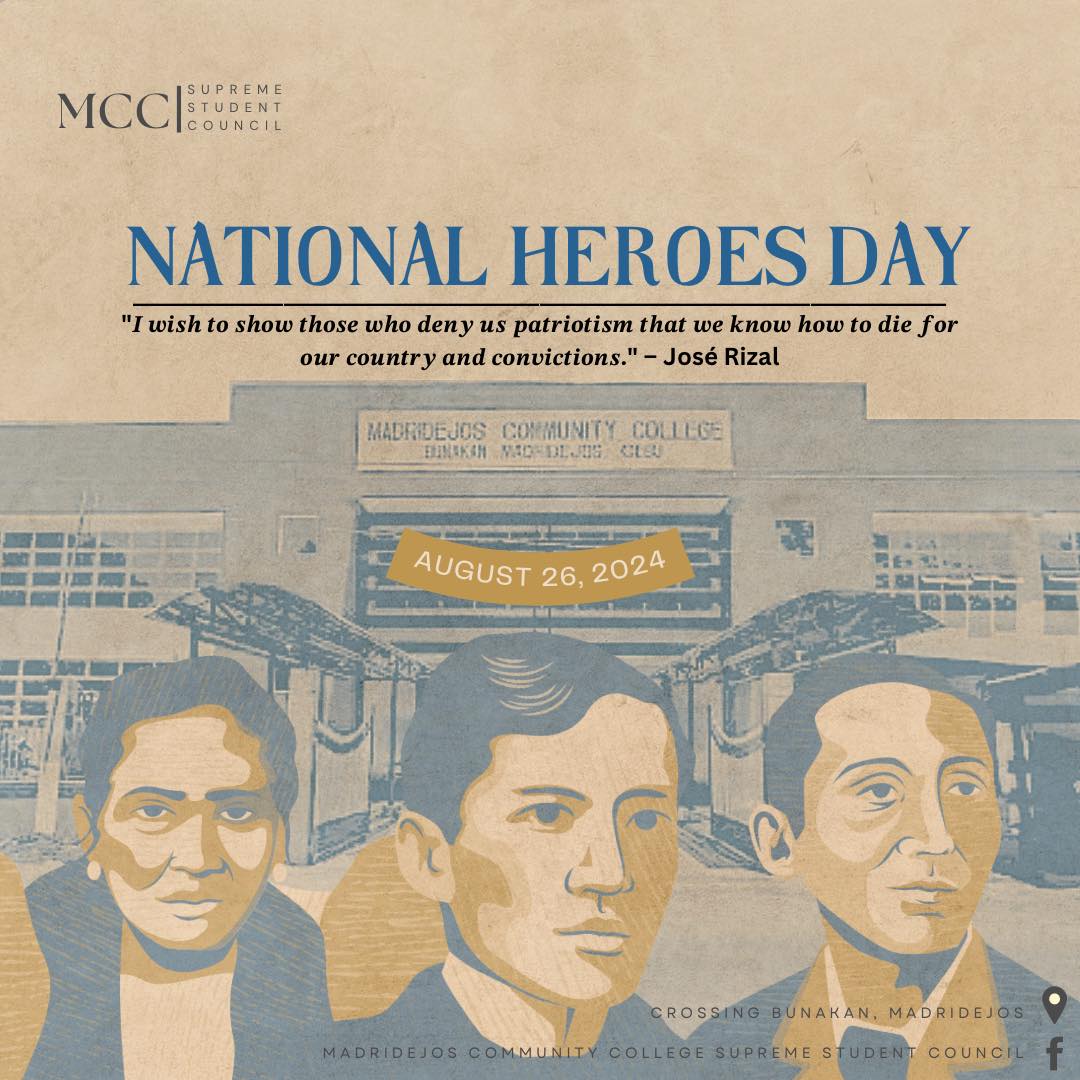 MCC
SUPREME
STUDENT
COUNCIL
NATIONAL HEROES DAY
"I wish to show those who deny us patriotism that we know how to die for
our country and convictions." – José Rizal
MADRIDEJOS COMMUNITY COLLEGE
BUNAKAN MADRIDEJOS, CEBU
AUGUST 26, 2024
CROSSING BUNAKAN, MADRIDEJOS
MADRIDEJOS COMMUNITY COLLEGE SUPREME STUDENT COUNCIL